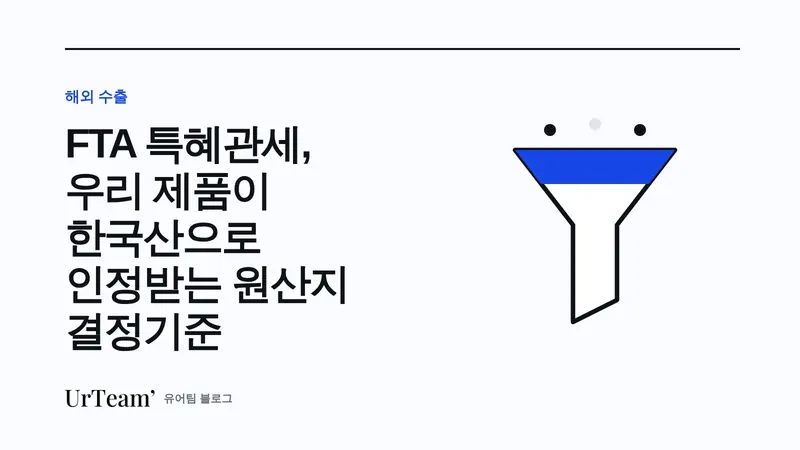 해외 수출
FTA 특혜관세,
우리 제품이
한국산으로
인정받는 원산지
결정기준
UrTeam’ 유어팀 블로그